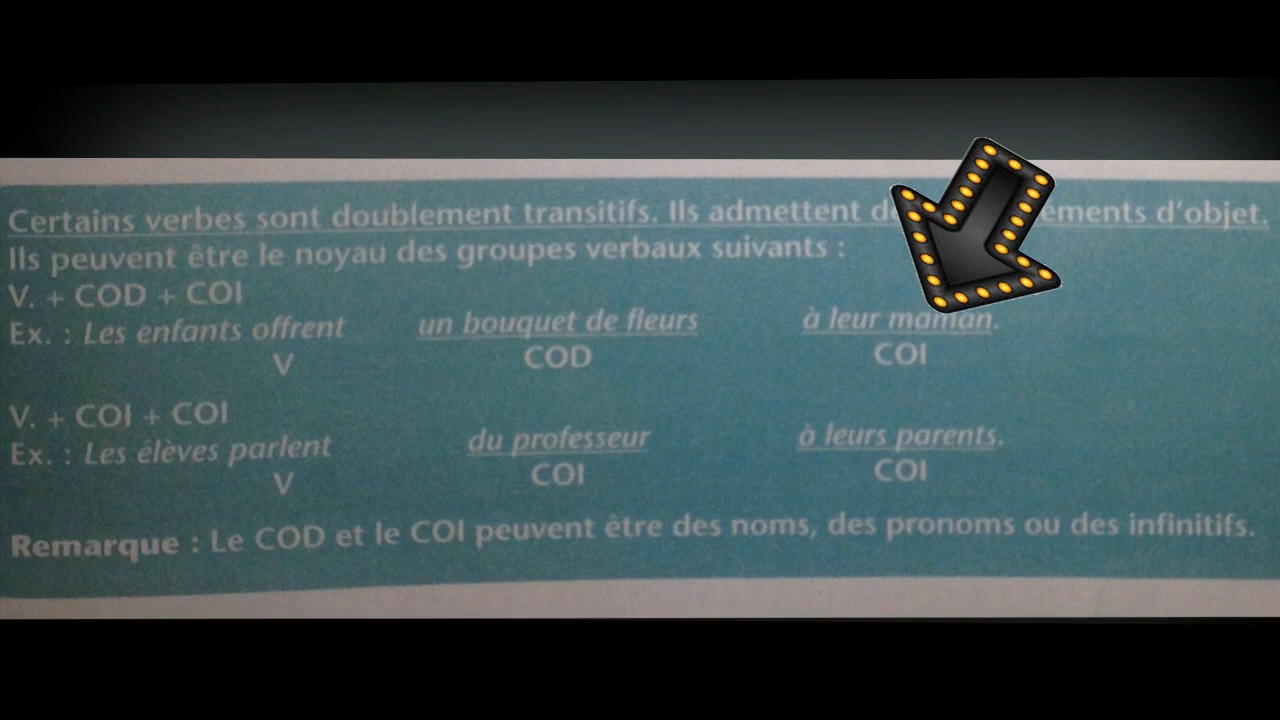 Certains verbes sont doublement transitifs. Ils admettent d ements d'objet.
Ils peuvent être le noyau des groupes verbaux suivants :
V. + COD + COI
Ex. : Les enfants offrent un bouquet de fleurs à leur maman.
V COD COI
V. + COI + COI
Ex. : Les élèves parlent du professeur à leurs parents.
V COI COI
Remarque : Le COD et le COI peuvent être des noms, des pronoms ou des infinitifs.